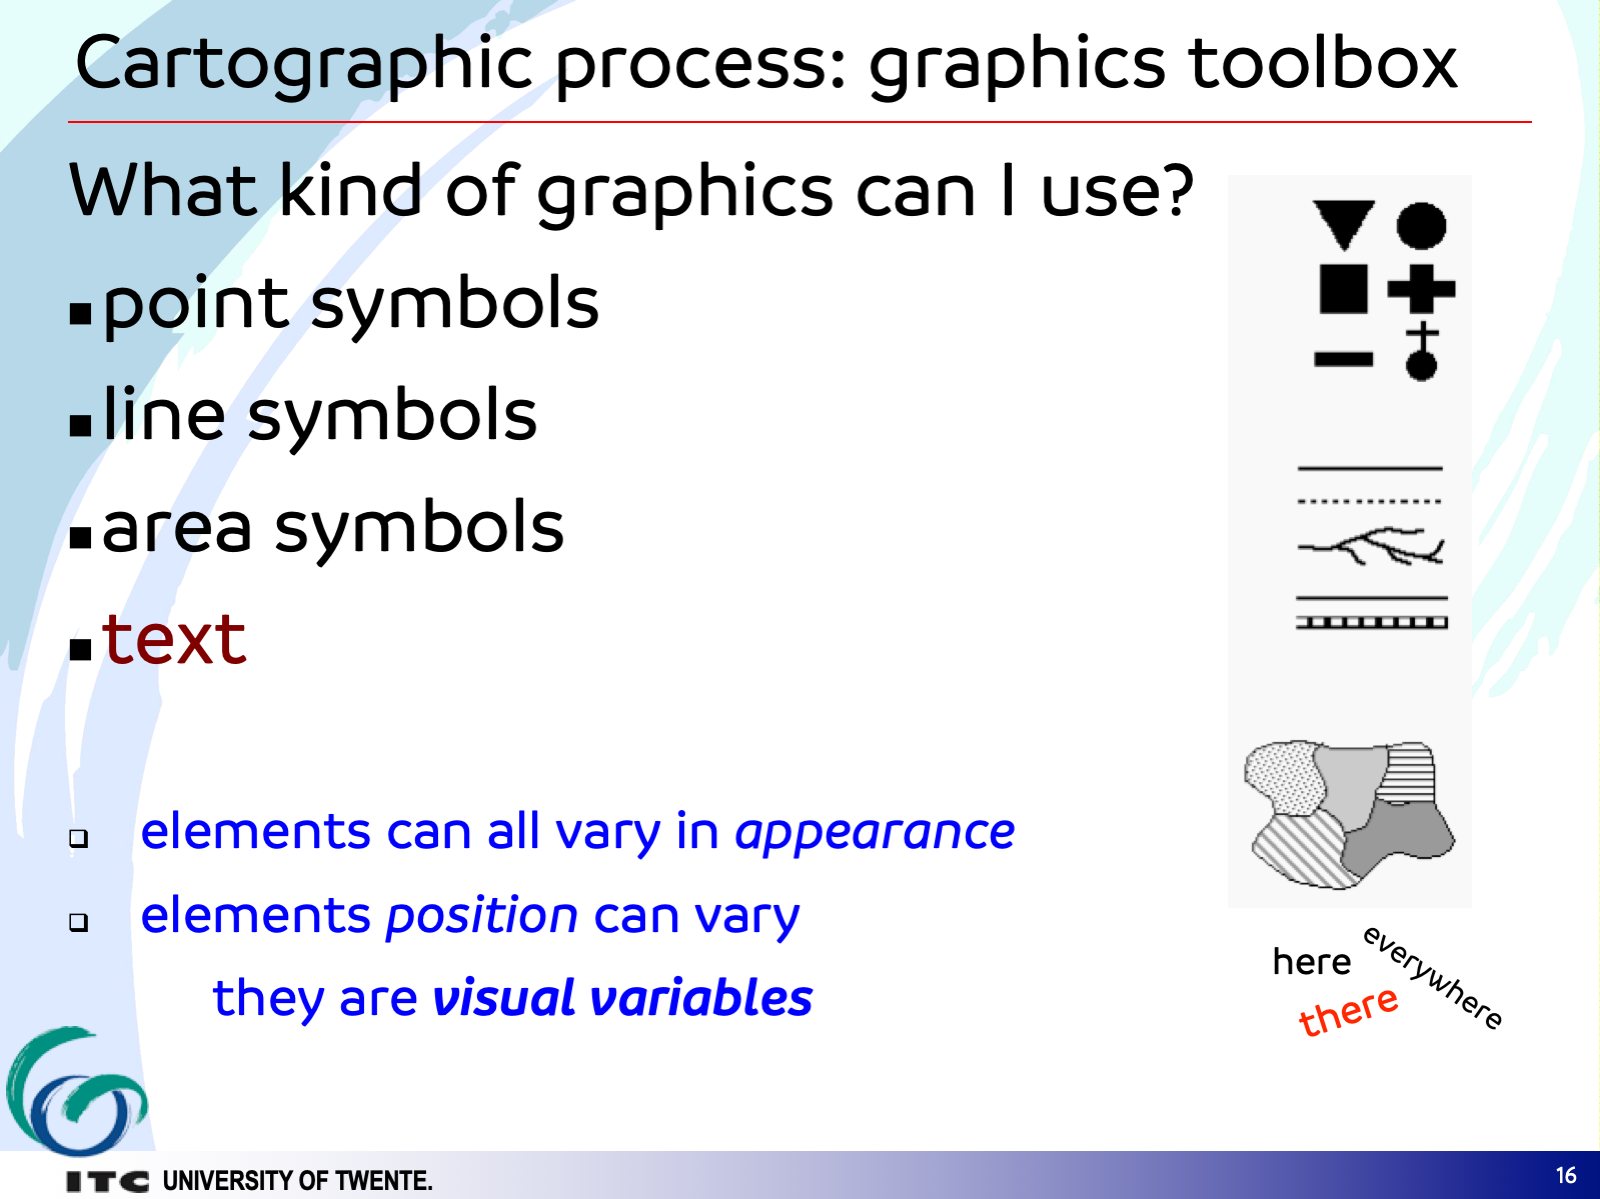 Cartographic process: graphics toolbox
What kind of graphics can I use?
point symbols
line symbols
area symbols
text
elements can all vary in appearance
elements position can vary
they are visual variables
here
everywhere
there
ITC UNIVERSITY OF TWENTE.
16